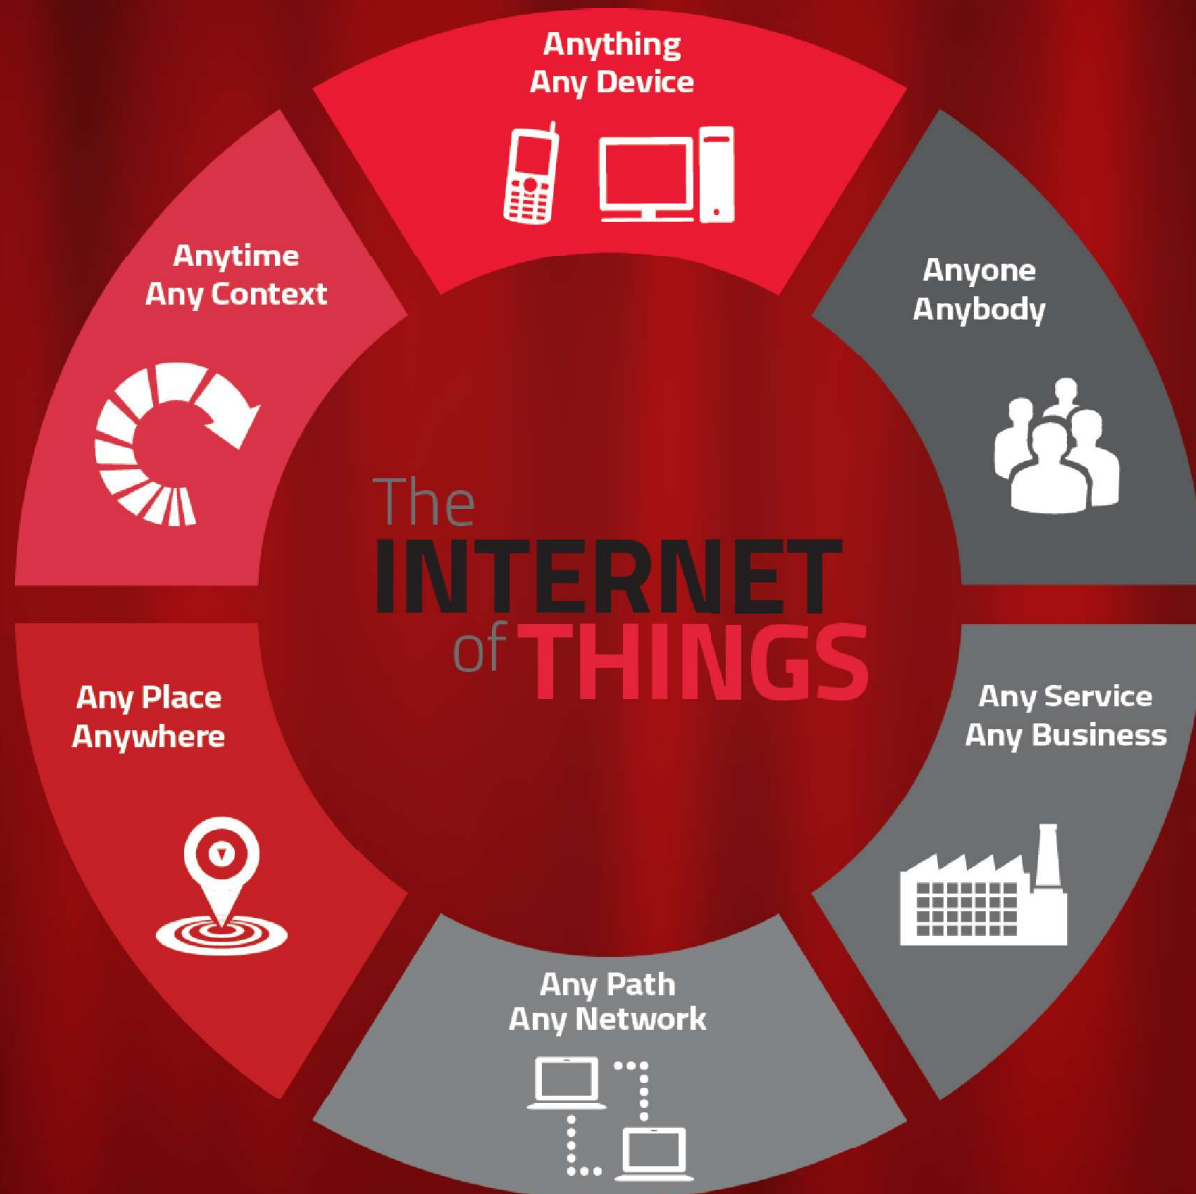 Anything
Any Device
Anyone
Anybody
Any Service
Any Business
Any Path
Any Network
Any Place
Anywhere
Anytime
Any Context
The
INTERNET
of THINGS